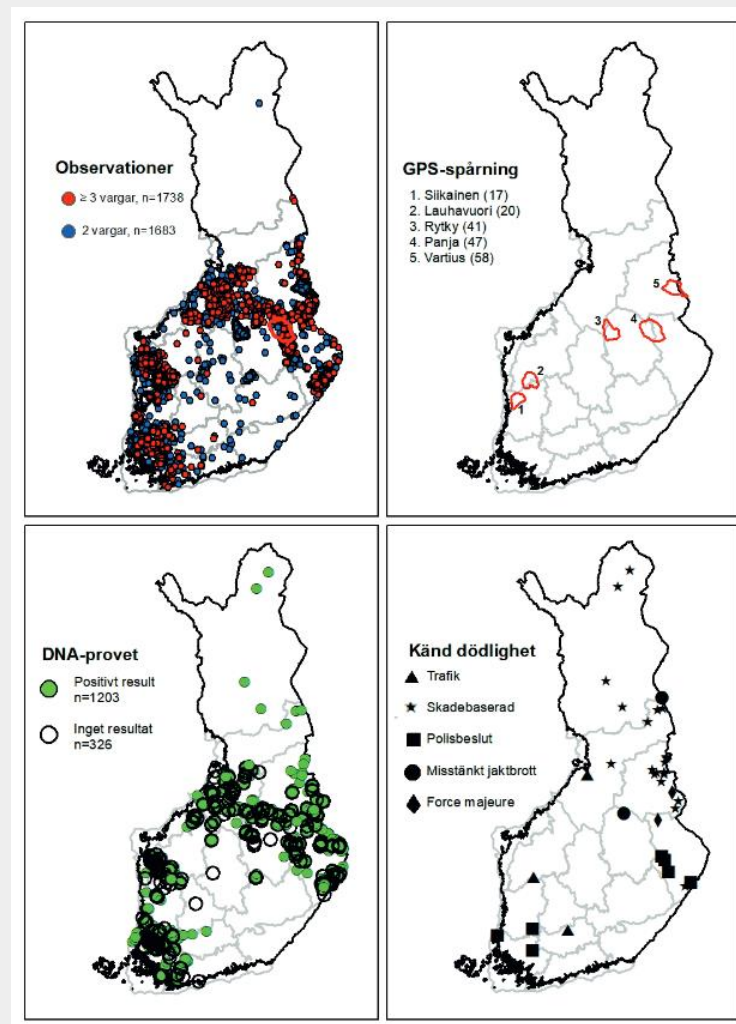 Observationer
≥ 3 vargar, n=1738
2 vargar, n=1683
GPS-spårning
1. Siikainen (17)
2. Lauhavuori (20)
3. Rytky (41)
4. Panja (47)
5. Vartius (58)
5
3
4
2
1
DNA-provet
Positivt result
n=1203
Inget resultat
n=326
Känd dödlighet
Trafik
Skadebaserad
Polisbeslut
Misstänkt jaktbrott
Force majeure